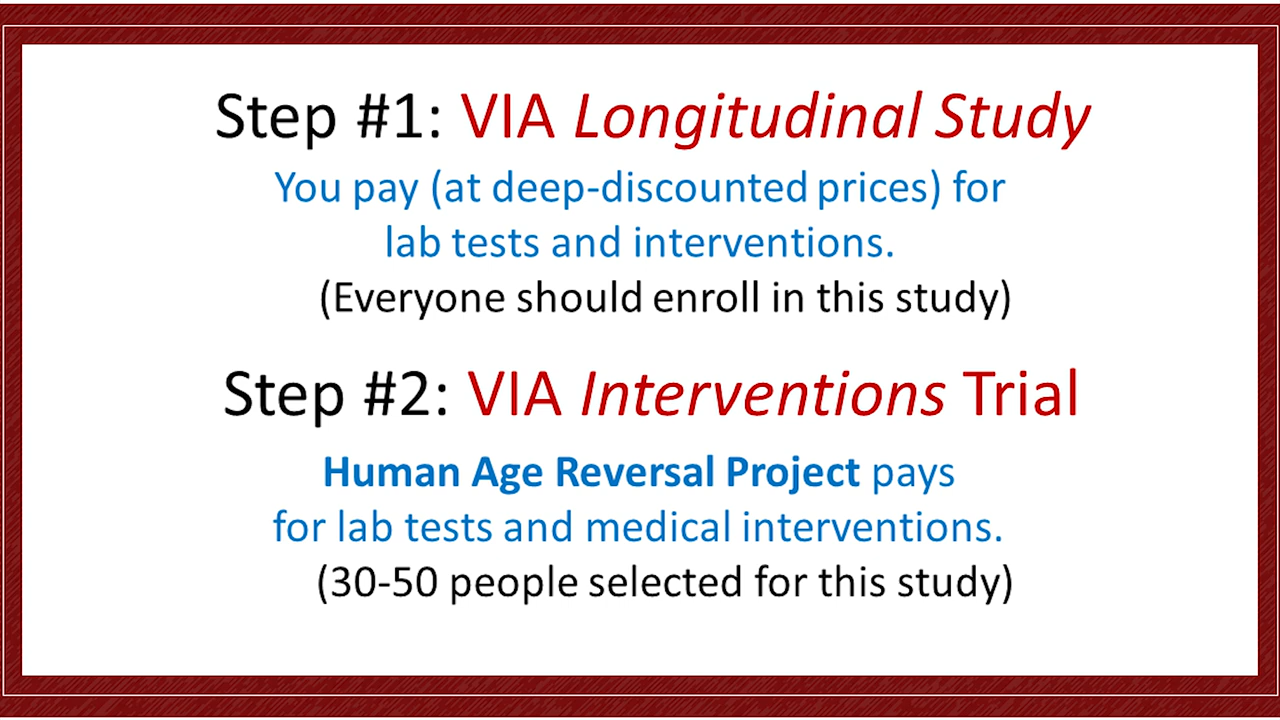 Step #1: VIA Longitudinal Study
You pay (at deep-discounted prices) for
lab tests and interventions.
(Everyone should enroll in this study)
Step #2: VIA Interventions Trial
Human Age Reversal Project pays
for lab tests and medical interventions.
(30-50 people selected for this study)